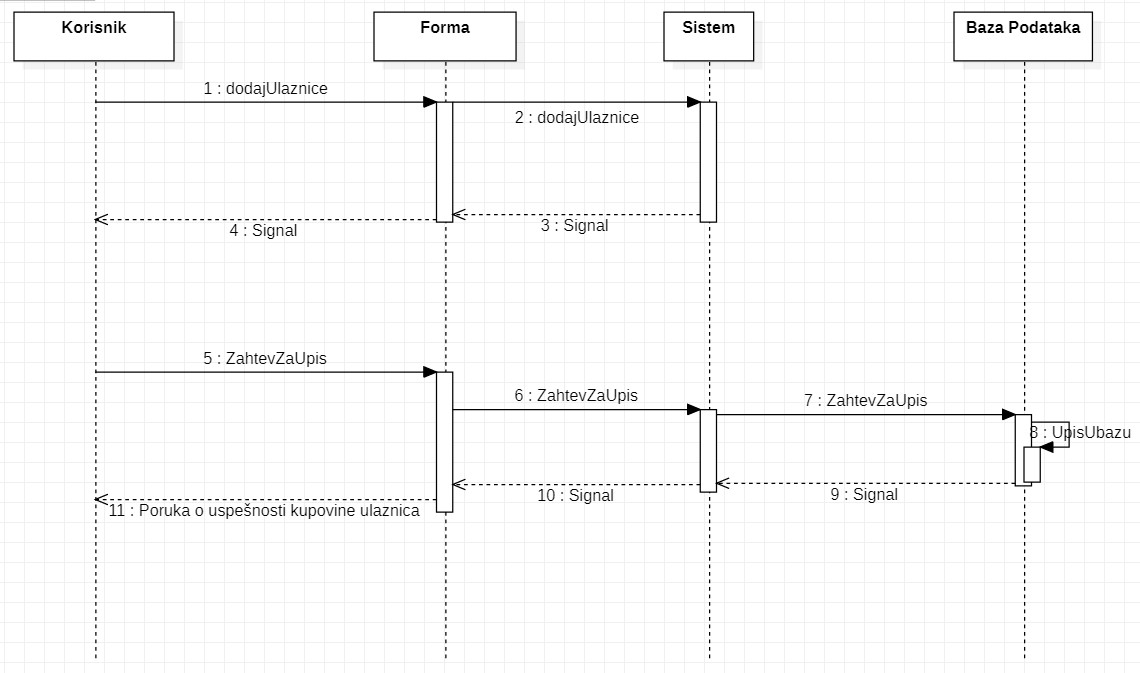 Korisnik
Forma
Sistem
Baza Podataka
1 : dodajUlaznice
2 : dodajUlaznice
3 : Signal
4 : Signal
5 : ZahtevZaUpis
6 : ZahtevZaUpis
7 : ZahtevZaUpis
8 : UpisUbazu
9 : Signal
10 : Signal
11 : Poruka o uspešnosti kupovine ulaznica